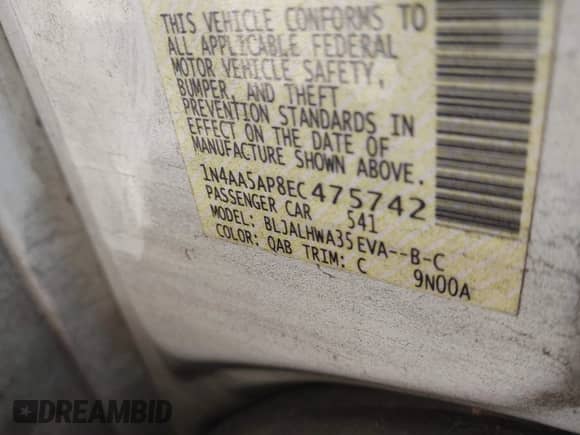 THIS VEHICLE CONFORMS TO
ALL APPLICABLE FEDERAL
MOTOR VEHICLE SAFETY,
BUMPER, AND THEFT
PREVENTION STANDARDS IN
EFFECT ON THE DATE OF
MANUFACTURE SHOWN ABOVE.
1N4AA5AP8EC475742
PASSENGER CAR 541
MODEL: BLJALHWA35EVA--B-C
COLOR: QAB TRIM: C 9N00A
DREAMBID